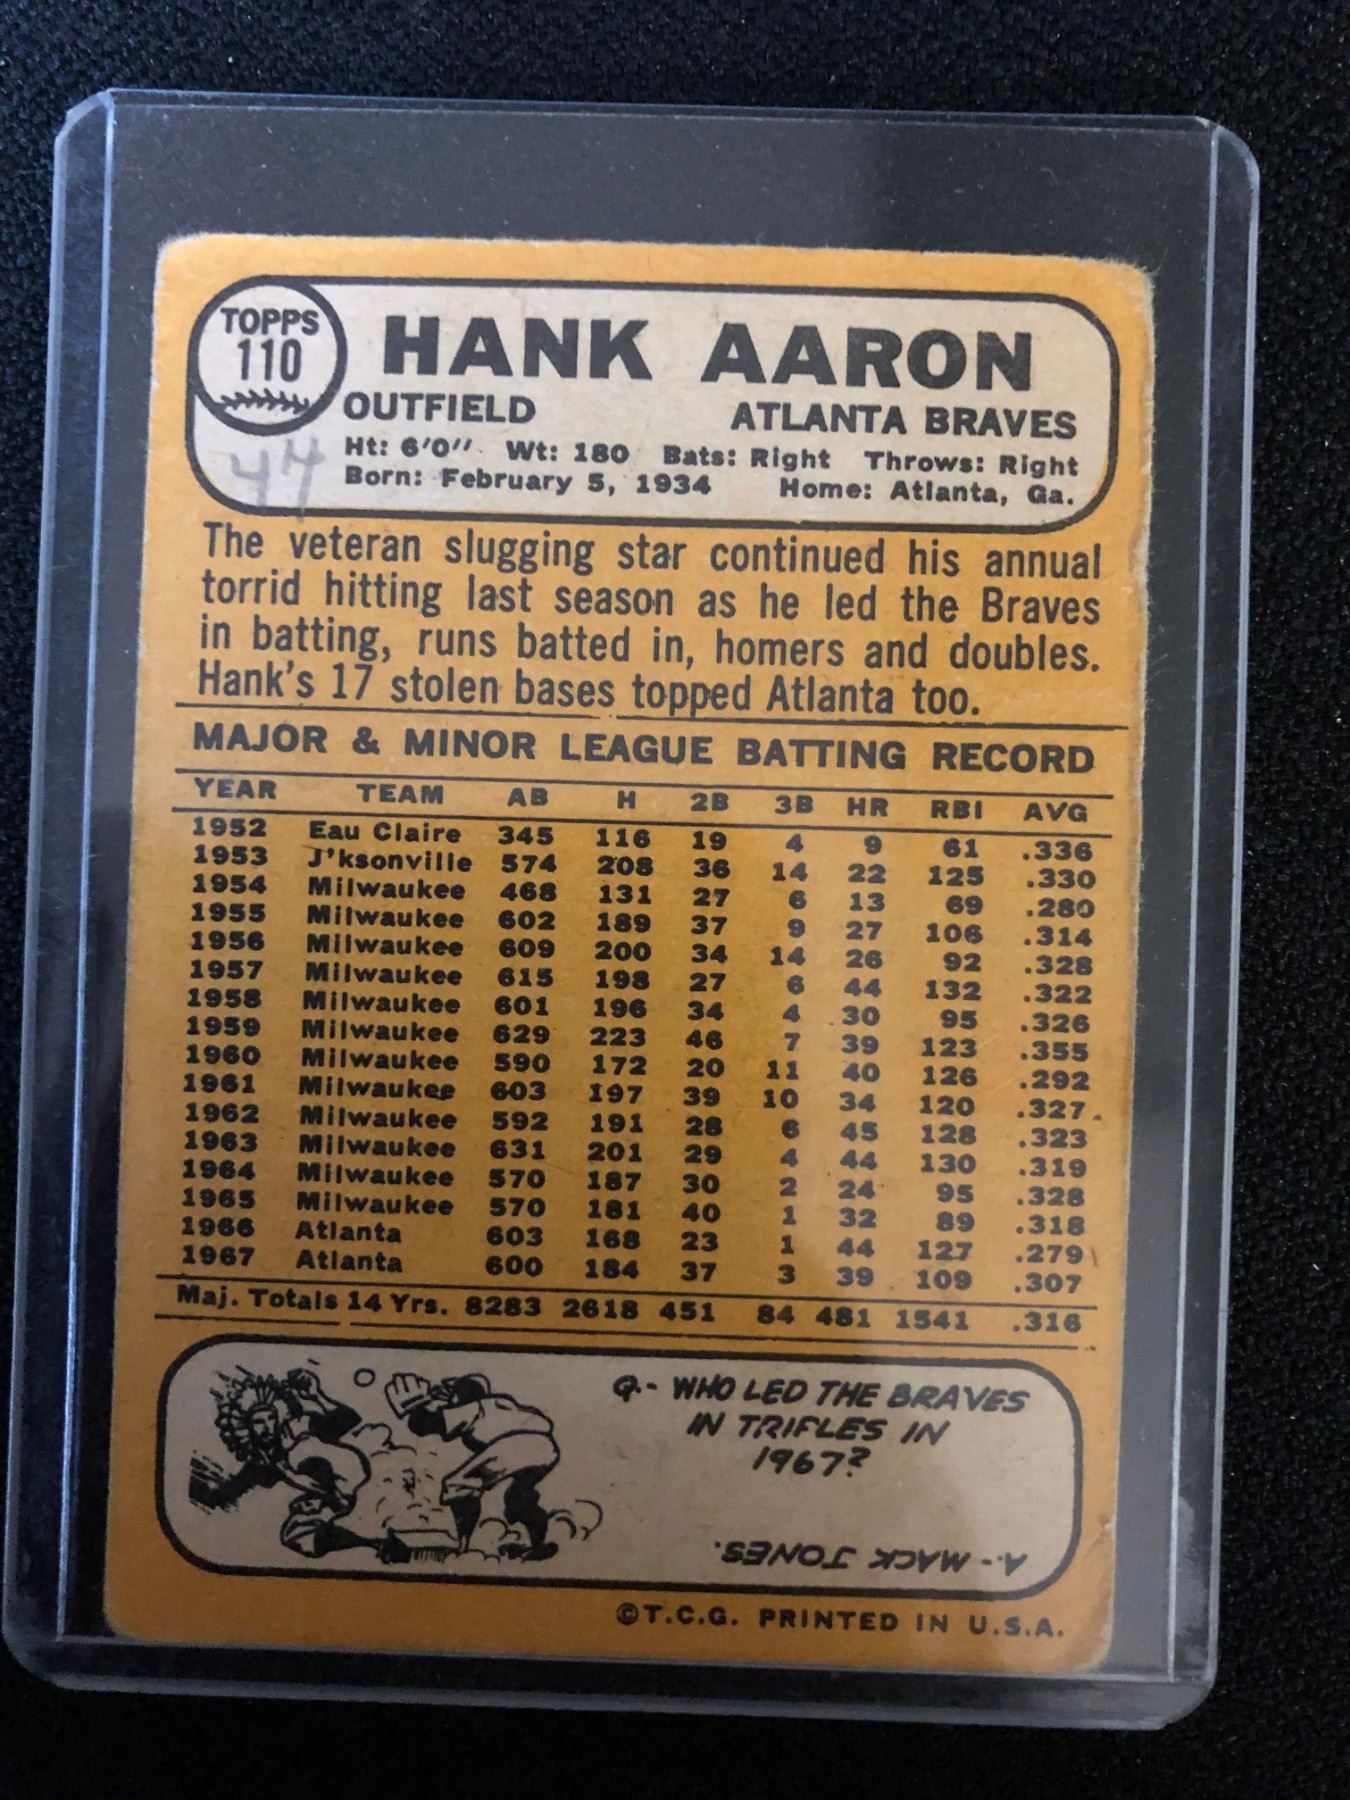 TOPPS
110
HANK AARON
OUTFIELD ATLANTA BRAVES
Ht: 6'0" Wt: 180 Bats: Right Throws: Right
Born: February 5, 1934 Home: Atlanta, Ga.
44
The veteran slugging star continued his annual
torrid hitting last season as he led the Braves
in batting, runs batted in, homers and doubles.
Hank's 17 stolen bases topped Atlanta too.
MAJOR & MINOR LEAGUE BATTING RECORD
YEAR TEAM AB H 2B 3B HR RBI AVG
1952 Eau Claire 345 116 19 4 9 61 .336
1953 J'ksonville 574 208 36 14 22 125 .330
1954 Milwaukee 468 131 27 6 13 69 .280
1955 Milwaukee 602 189 37 9 27 106 .314
1956 Milwaukee 609 200 34 14 26 92 .328
1957 Milwaukee 615 198 27 6 44 132 .322
1958 Milwaukee 601 196 34 4 30 95 .326
1959 Milwaukee 629 223 46 7 39 123 .355
1960 Milwaukee 590 172 20 11 40 126 .292
1961 Milwaukee 603 197 39 10 34 120 .327
1962 Milwaukee 592 191 28 6 45 128 .323
1963 Milwaukee 631 201 29 4 44 130 .319
1964 Milwaukee 570 187 30 2 24 95 .328
1965 Milwaukee 570 181 40 1 32 89 .318
1966 Atlanta 603 168 23 1 44 127 .279
1967 Atlanta 600 184 37 3 39 109 .307
Maj. Totals 14 Yrs. 8283 2618 451 84 481 1541 .316
Q.- WHO LED THE BRAVES
IN TRIPLES IN
1967?
A.- MACK JONES.
©T.C.G. PRINTED IN U.S.A.